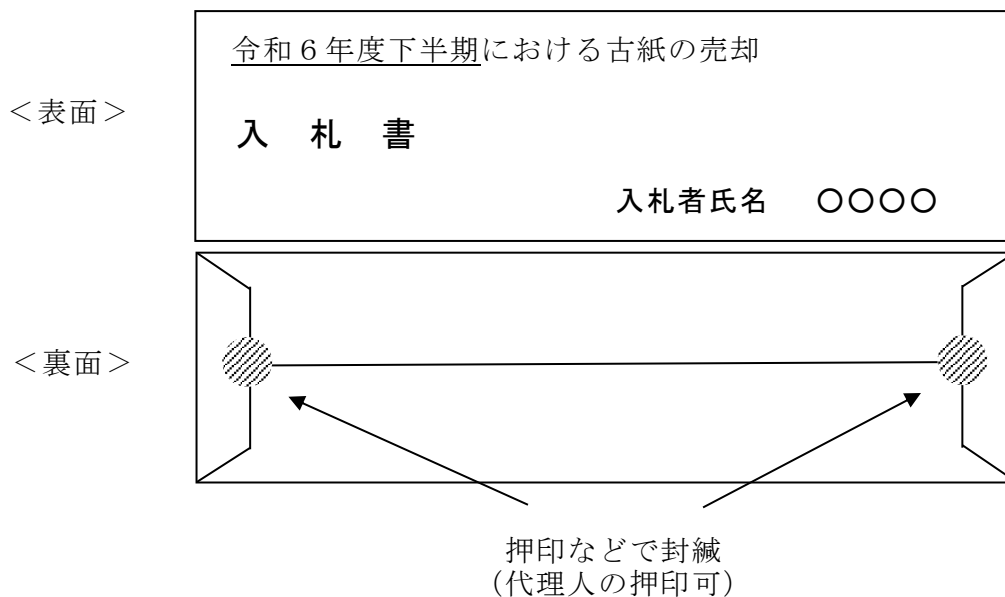 令和６年度下半期における古紙の売却
＜表面＞
入 札 書
入札者氏名　〇〇〇〇
＜裏面＞
押印などで封緘
（代理人の押印可）